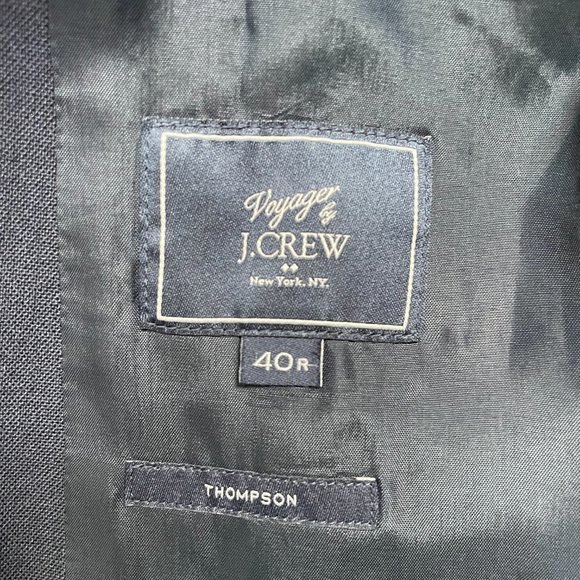 Voyager by
J.CREW
New York, NY.
40R
THOMPSON